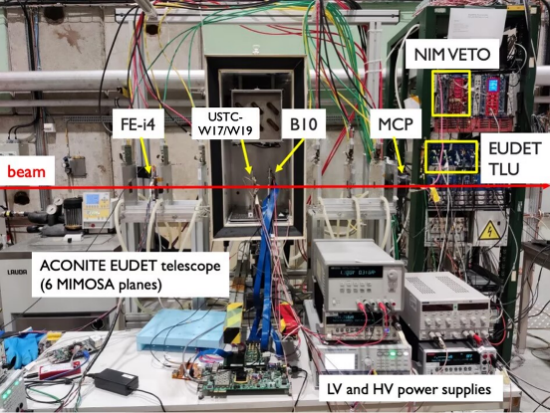 NIM VETO
FE-i4
USTC-
W17/W19
B10
MCP
EUDET
TLU
beam
ACONITE EUDET telescope
(6 MIMOSA planes)
LAUDA
LV and HV power supplies